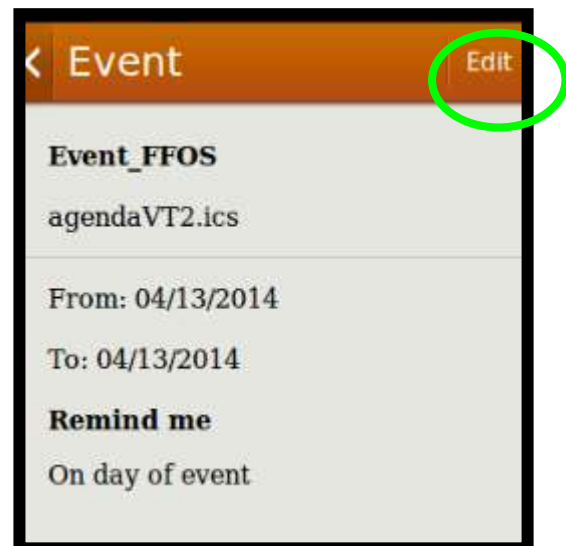 Event Edit
Event_FFOS
agendaVT2.ics
From: 04/13/2014
To: 04/13/2014
Remind me
On day of event